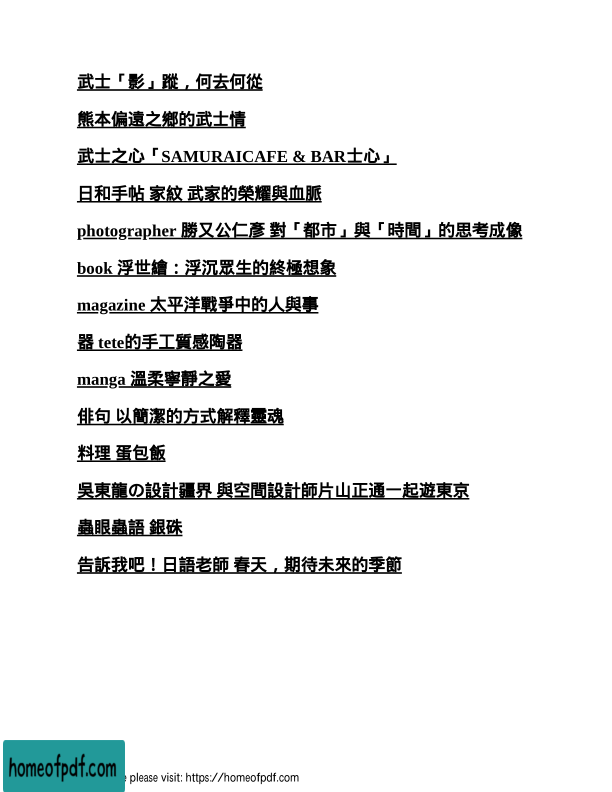 武士「影」蹤，何去何從
熊本偏遠之鄉的武士情
武士之心「SAMURAICAFE & BAR士心」
日和手帖 家紋 武家的榮耀與血脈
photographer 勝又公仁彥 對「都市」與「時間」的思考成像
book 浮世繪：浮沉眾生的終極想象
magazine 太平洋戰爭中的人與事
器 tete的手工質感陶器
manga 溫柔寧靜之愛
俳句 以簡潔的方式解釋靈魂
料理 蛋包飯
吳東龍の設計疆界 與空間設計師片山正通一起遊東京
蟲眼蟲語 銀硃
告訴我吧！日語老師 春天，期待未來的季節
homeofpdf.com
please visit: https://homeofpdf.com